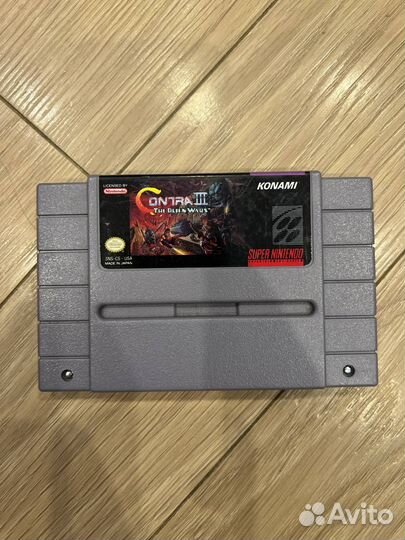 LICENSED BY
Nintendo
CONTRA III
THE ALIEN WARS
KONAMI
SNS-CS - USA
MADE IN JAPAN
SUPER NINTENDO
Avito